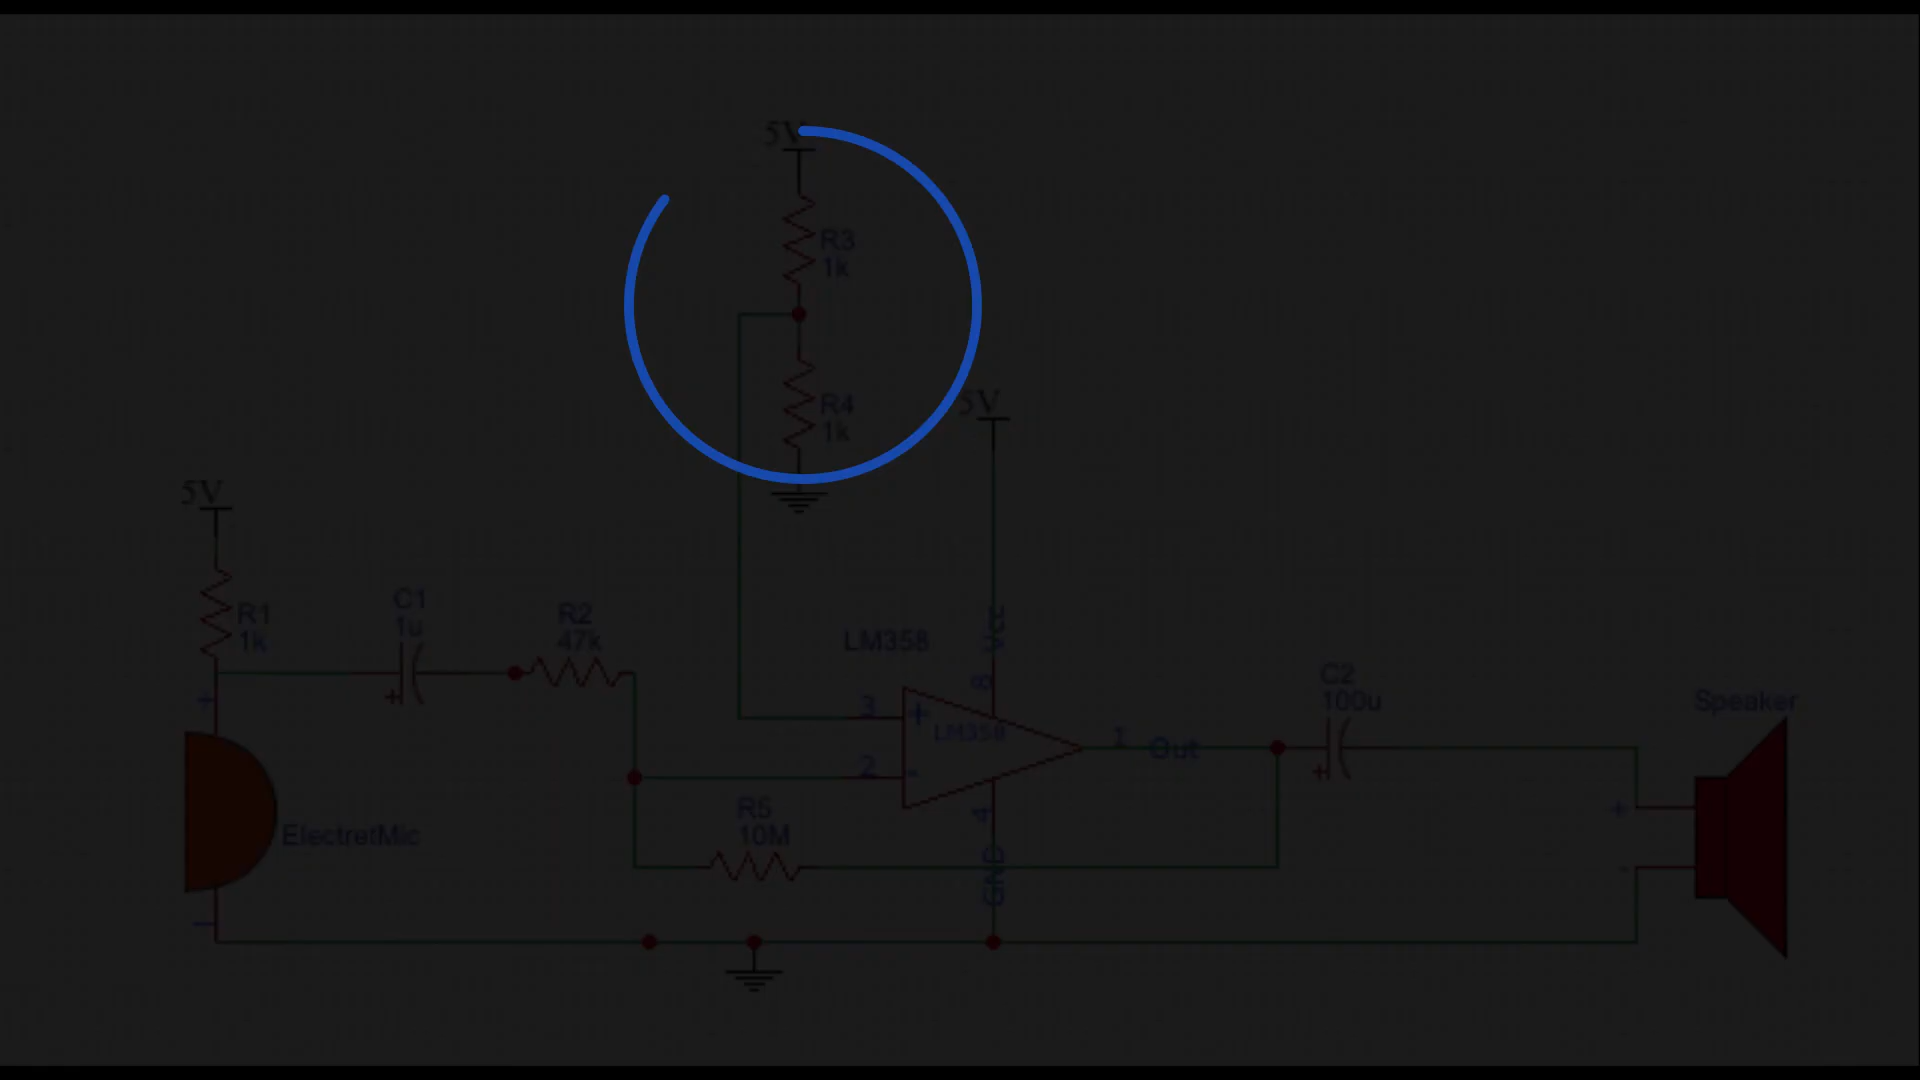 5V
R3
1k
R4
1k
5V
5V
R1
1k
C1
1u
+
R2
47k
LM358
Vcc
8
3
+
LM358
2
-
1
Out
4
GND
R5
10M
C2
100u
+
Speaker
+
-
+
ElectretMic
-